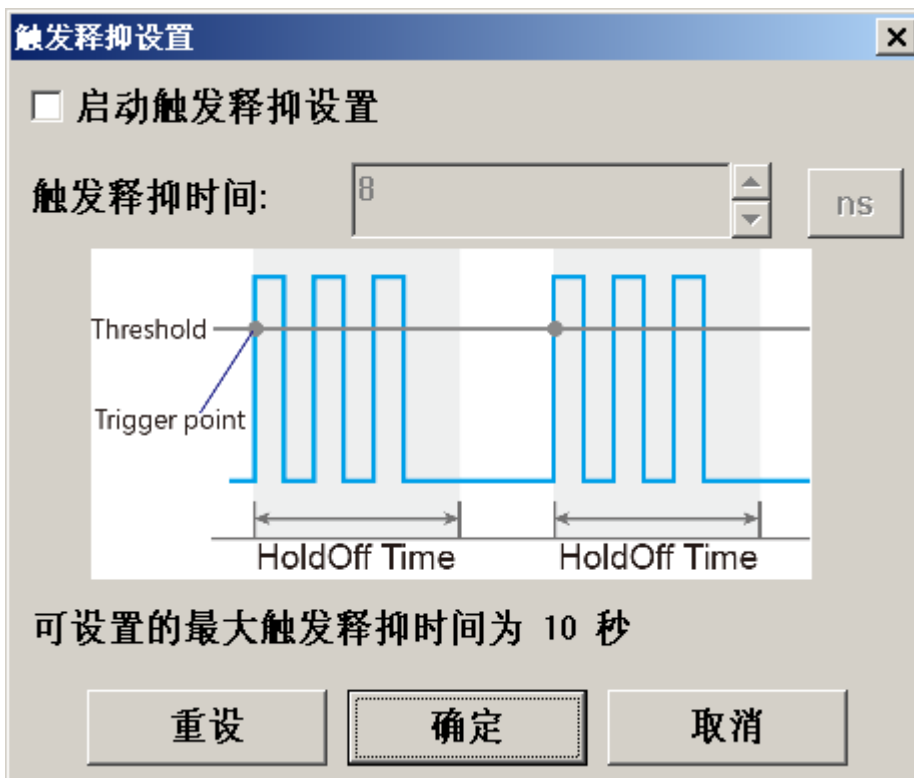 触发释抑设置
启动触发释抑设置
触发释抑时间:
8
ns
Threshold
Trigger point
HoldOff Time
HoldOff Time
可设置的最大触发释抑时间为 10 秒
重设
确定
取消